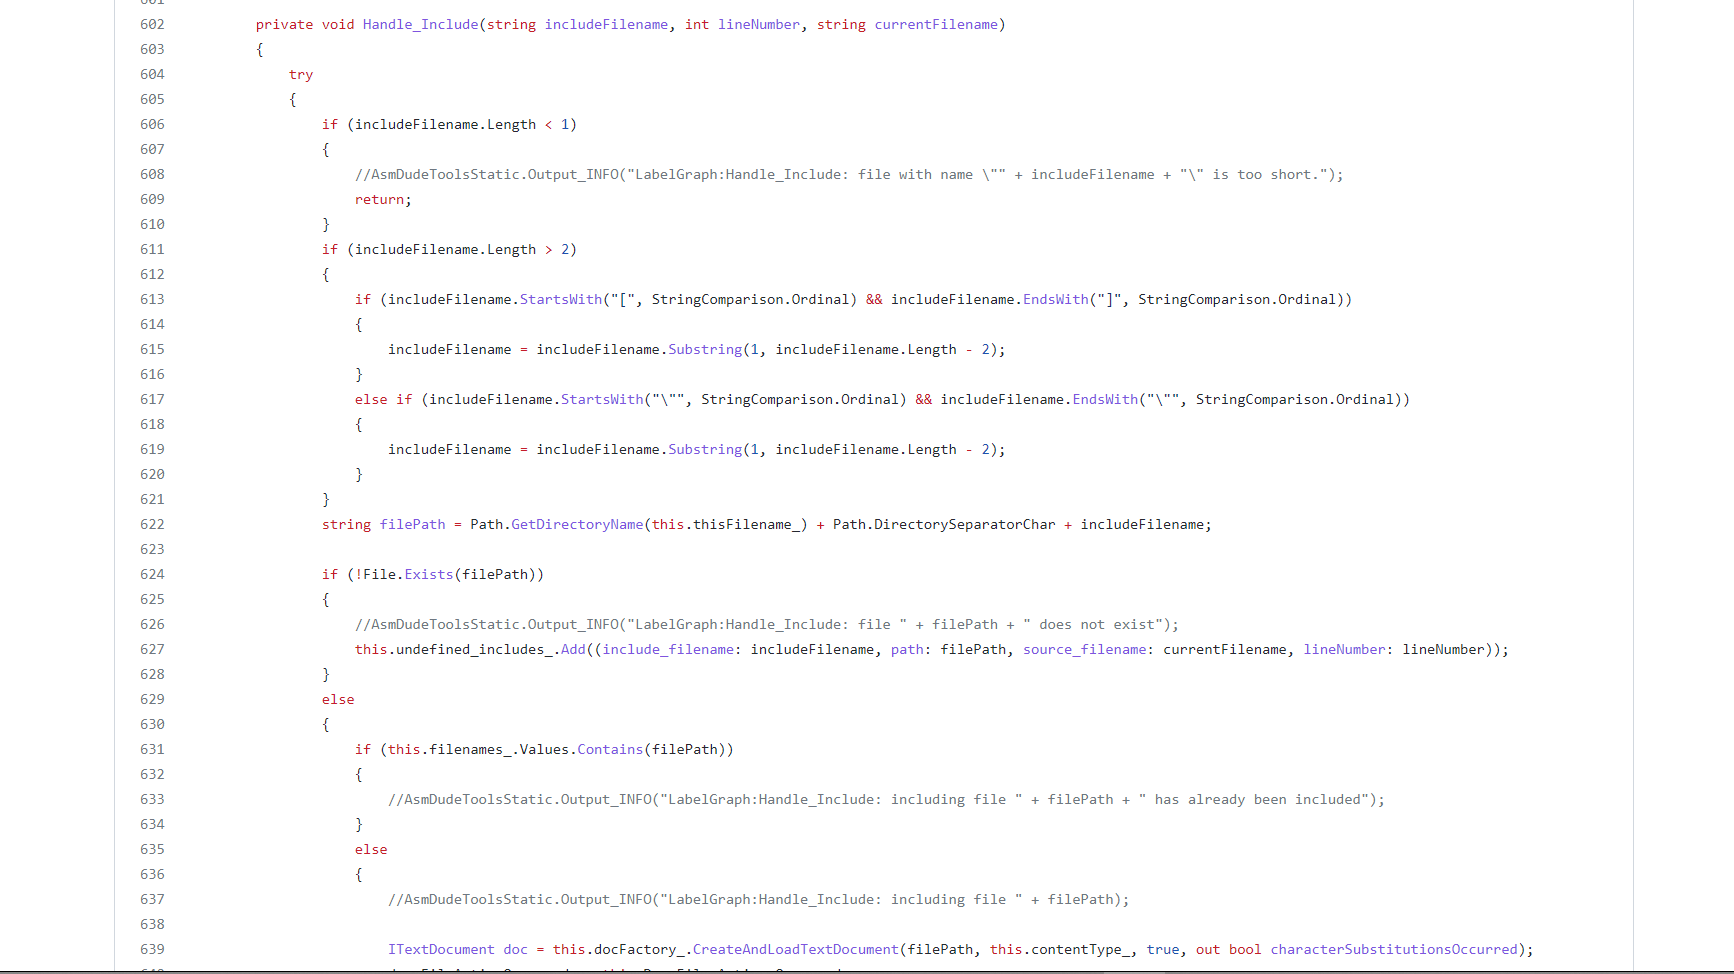 601
602 private void Handle_Include(string includeFilename, int lineNumber, string currentFilename)
603 {
604 try
605 {
606 if (includeFilename.Length < 1)
607 {
608 //AsmDudeToolsStatic.Output_INFO("LabelGraph:Handle_Include: file with name \"" + includeFilename + "\" is too short.");
609 return;
610 }
611 if (includeFilename.Length > 2)
612 {
613 if (includeFilename.StartsWith("[", StringComparison.Ordinal) && includeFilename.EndsWith("]", StringComparison.Ordinal))
614 {
615 includeFilename = includeFilename.Substring(1, includeFilename.Length - 2);
616 }
617 else if (includeFilename.StartsWith("\"", StringComparison.Ordinal) && includeFilename.EndsWith("\"", StringComparison.Ordinal))
618 {
619 includeFilename = includeFilename.Substring(1, includeFilename.Length - 2);
620 }
621 }
622 string filePath = Path.GetDirectoryName(this.thisFilename_) + Path.DirectorySeparatorChar + includeFilename;
623
624 if (!File.Exists(filePath))
625 {
626 //AsmDudeToolsStatic.Output_INFO("LabelGraph:Handle_Include: file " + filePath + " does not exist");
627 this.undefined_includes_.Add((include_filename: includeFilename, path: filePath, source_filename: currentFilename, lineNumber: lineNumber));
628 }
629 else
630 {
631 if (this.filenames_.Values.Contains(filePath))
632 {
633 //AsmDudeToolsStatic.Output_INFO("LabelGraph:Handle_Include: including file " + filePath + " has already been included");
634 }
635 else
636 {
637 //AsmDudeToolsStatic.Output_INFO("LabelGraph:Handle_Include: including file " + filePath);
638
639 ITextDocument doc = this.docFactory_.CreateAndLoadTextDocument(filePath, this.contentType_, true, out bool characterSubstitutionsOccurred);